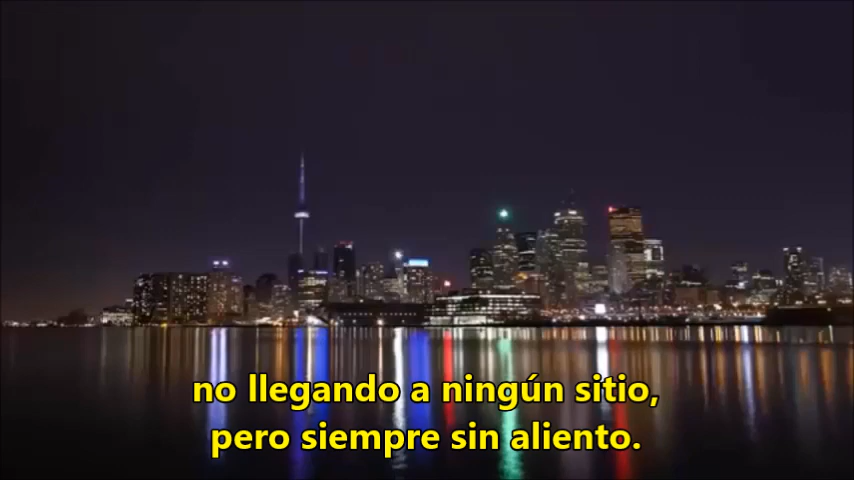 no llegando a ningún sitio,
pero siempre sin aliento.